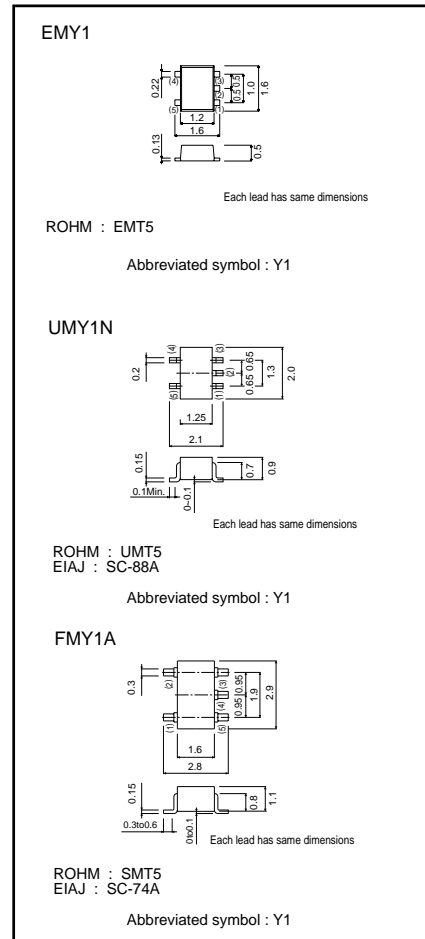 EMY1
0.22
(4)
(3)
(2)
(5)
(1)
0.5
0.5
1.0
1.6
1.2
1.6
0.13
0.5
Each lead has same dimensions
ROHM : EMT5
Abbreviated symbol : Y1
UMY1N
0.2
(4)
(3)
(2)
(5)
(1)
0.65
0.65
1.3
2.0
1.25
2.1
0.15
0.1Min.
0~0.1
0.7
0.9
Each lead has same dimensions
ROHM : UMT5
EIAJ : SC-88A
Abbreviated symbol : Y1
FMY1A
0.3
(2)
(3)
(4)
(1)
(5)
0.95
0.95
1.9
2.9
1.6
2.8
0.15
0.3to0.6
0to0.1
0.8
1.1
Each lead has same dimensions
ROHM : SMT5
EIAJ : SC-74A
Abbreviated symbol : Y1